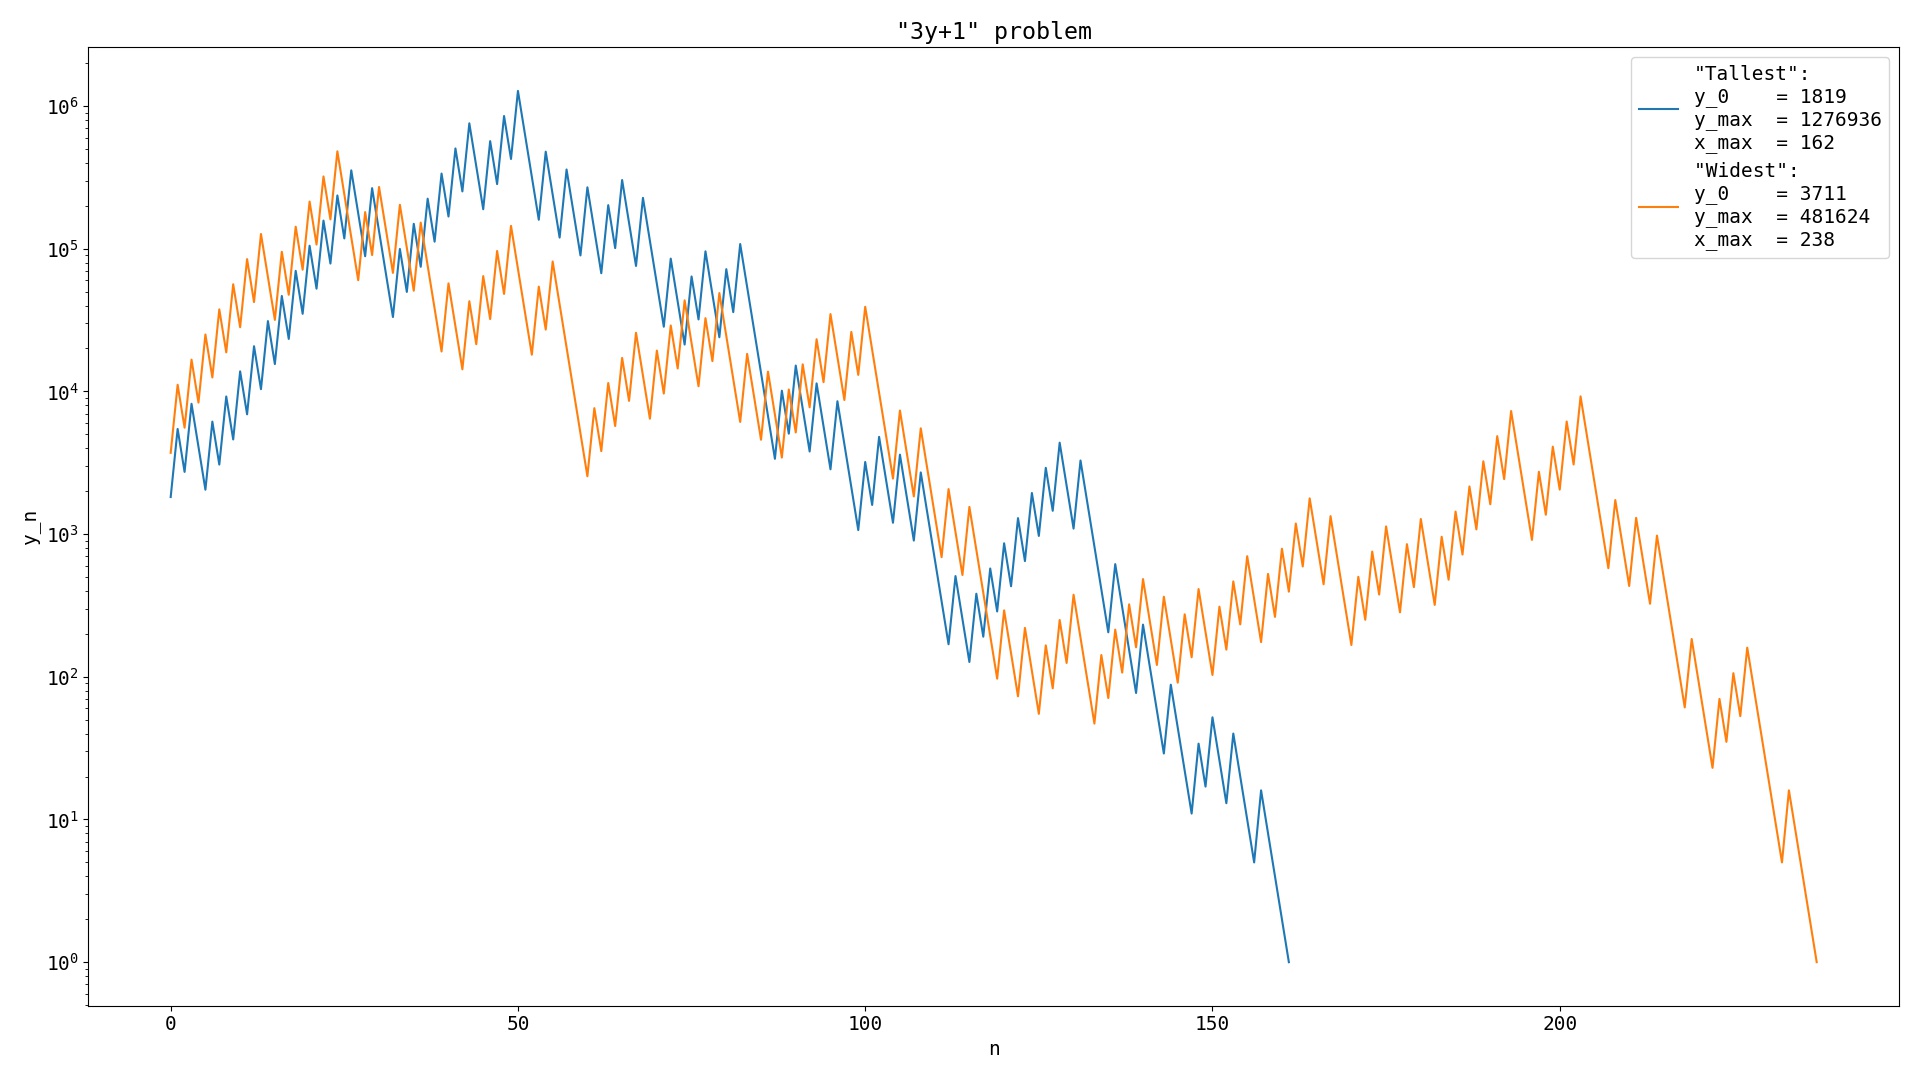 "3y+1" problem
"Tallest":
y_0    = 1819
y_max  = 1276936
x_max  = 162
"Widest":
y_0    = 3711
y_max  = 481624
x_max  = 238
10^6
10^5
10^4
10^3
10^2
10^1
10^0
y_n
0 50 100 150 200
n